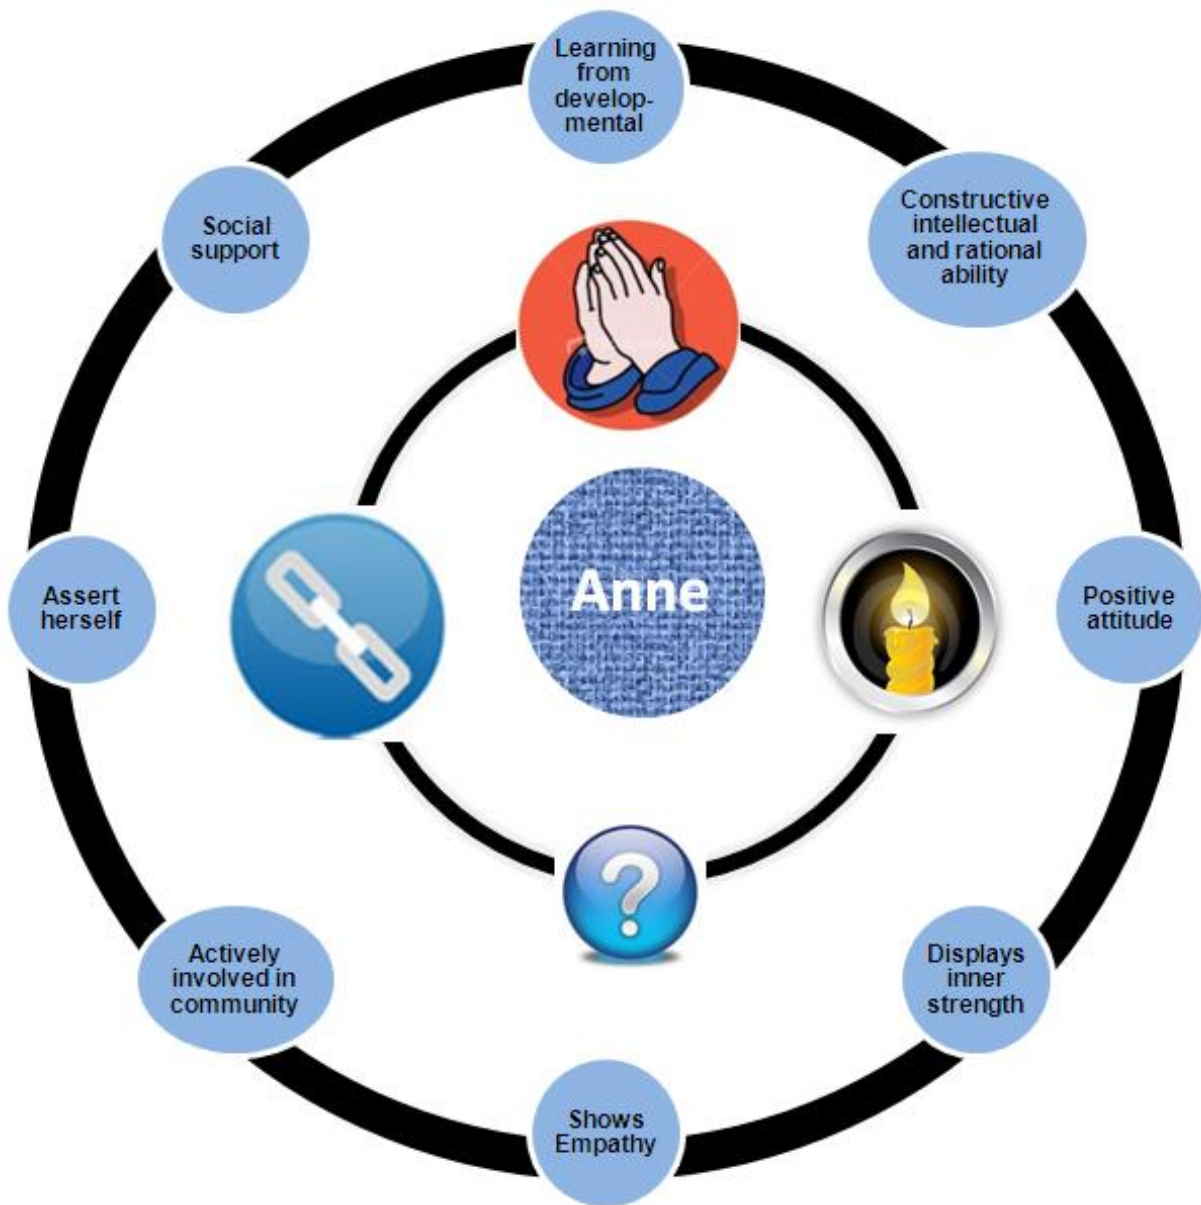 Learning
from
develop-
mental
Constructive
intellectual
and rational
ability
Social
support
Anne
Assert
herself
Positive
attitude
?
Actively
involved in
community
Displays
inner
strength
Shows
Empathy